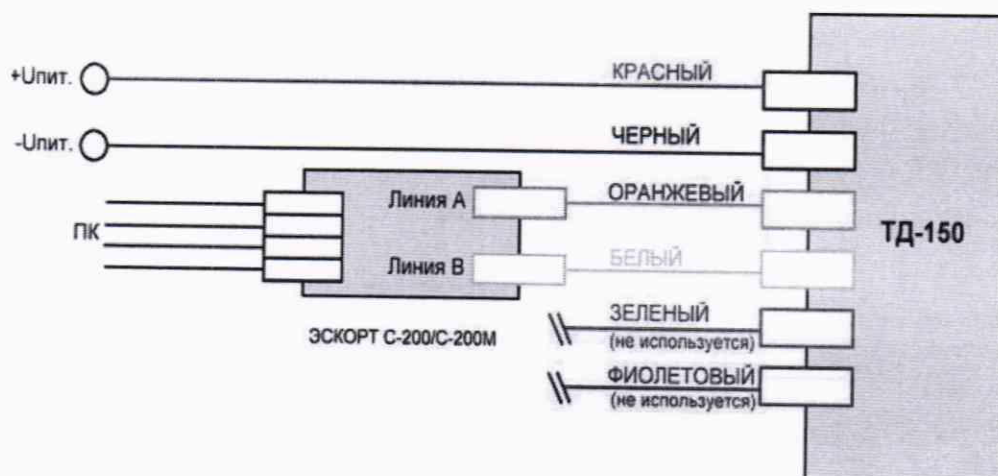 +Uпит.
КРАСНЫЙ
-Uпит.
ЧЕРНЫЙ
Линия А
ОРАНЖЕВЫЙ
ПК
ТД-150
Линия В
БЕЛЫЙ
ЭСКОРТ С-200/С-200М
ЗЕЛЕНЫЙ
(не используется)
ФИОЛЕТОВЫЙ
(не используется)